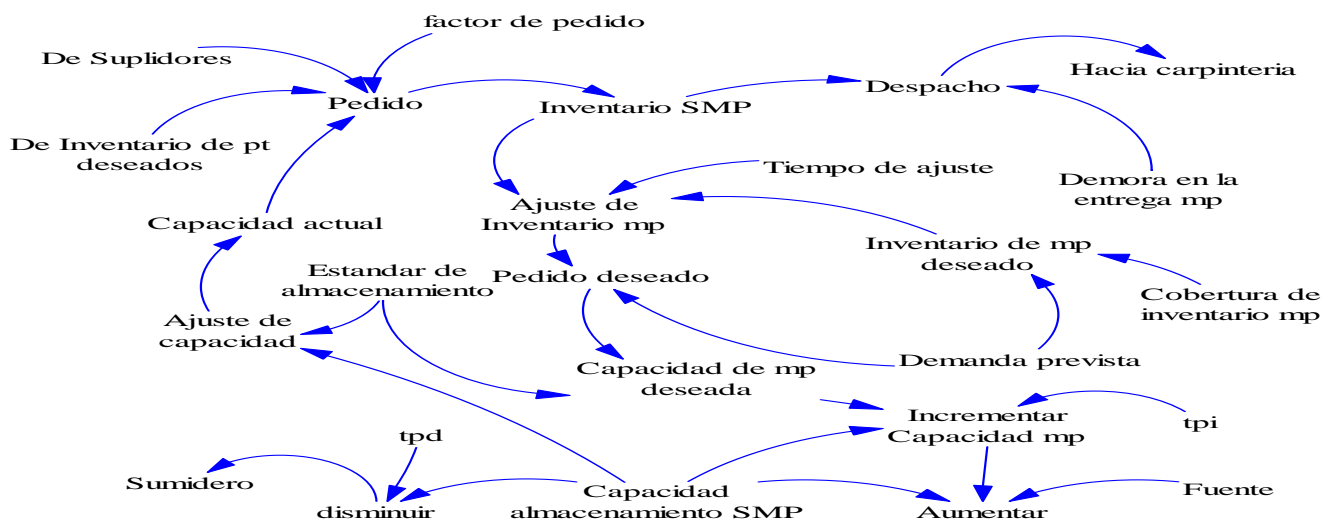 factor de pedido
De Suplidores
Hacia carpinteria
Despacho
Pedido
Inventario SMP
De Inventario de pt
deseados
Tiempo de ajuste
Demora en la
entrega mp
Ajuste de
Inventario mp
Capacidad actual
Inventario de mp
deseado
Estandar de
almacenamiento
Pedido deseado
Cobertura de
inventario mp
Ajuste de
capacidad
Demanda prevista
Capacidad de mp
deseada
Incrementar
Capacidad mp
tpi
tpd
Sumidero
Capacidad
almacenamiento SMP
Fuente
disminuir
Aumentar